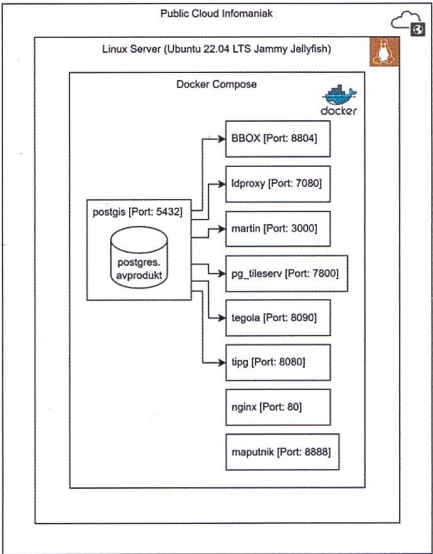 Public Cloud Infomaniak
Linux Server (Ubuntu 22.04 LTS Jammy Jellyfish)
Docker Compose
docker
BBOX [Port: 8804]
ldproxy [Port: 7080]
postgis [Port: 5432]
martin [Port: 3000]
postgres.
avprodukt
pg_tileserv [Port: 7800]
tegola [Port: 8090]
tipg [Port: 8080]
nginx [Port: 80]
maputnik [Port: 8888]